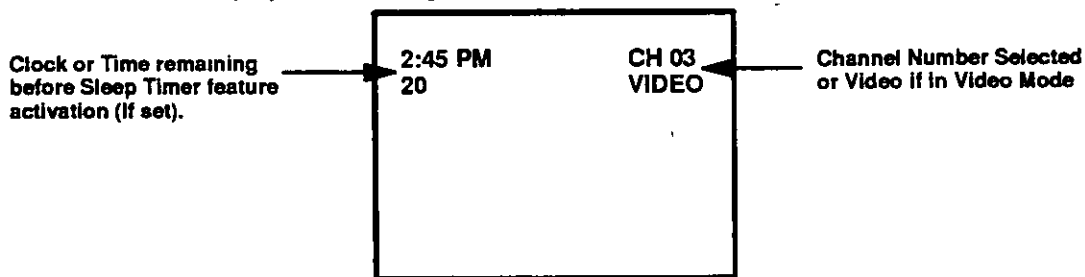 Clock or Time remaining
before Sleep Timer feature
activation (If set).
2:45 PM
20
CH 03
VIDEO
Channel Number Selected
or Video if in Video Mode